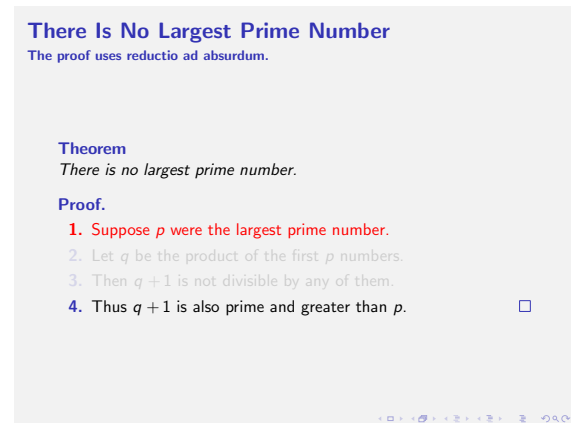 There Is No Largest Prime Number
The proof uses reductio ad absurdum.
Theorem
There is no largest prime number.
Proof.
1. Suppose p were the largest prime number.
2. Let q be the product of the first p numbers.
3. Then q + 1 is not divisible by any of them.
4. Thus q + 1 is also prime and greater than p.